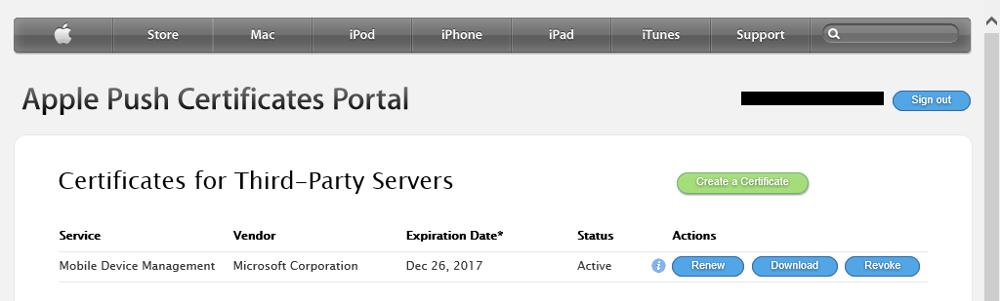 Store Mac iPod iPhone iPad iTunes Support
Apple Push Certificates Portal
Sign out
Certificates for Third-Party Servers
Create a Certificate
Service Vendor Expiration Date* Status Actions
Mobile Device Management Microsoft Corporation Dec 26, 2017 Active i Renew Download Revoke